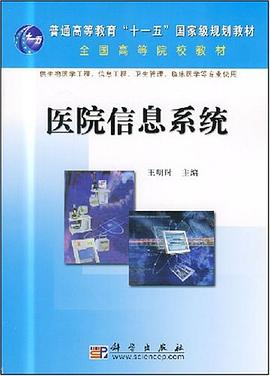 普通高等教育“十一五”国家级规划教材
全国高等院校教材
供生物医学工程、信息工程、卫生管理、临床医学等专业使用
医院信息系统
王明时 主编
科学出版社
www.sciencep.com